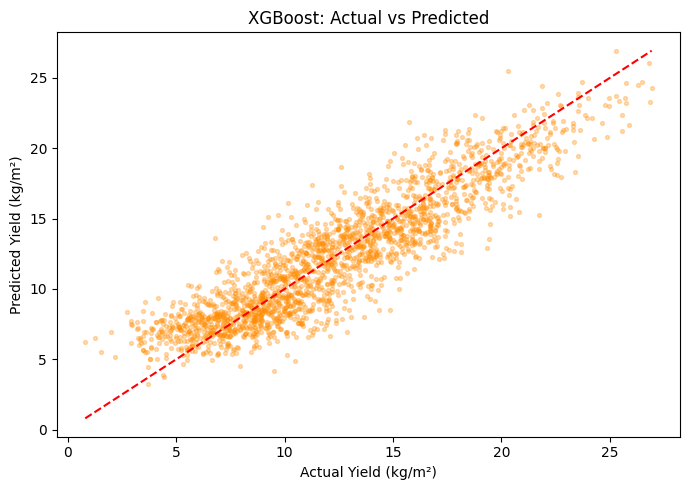 XGBoost: Actual vs Predicted
Predicted Yield (kg/m²)
25
20
15
10
5
0
0 5 10 15 20 25
Actual Yield (kg/m²)